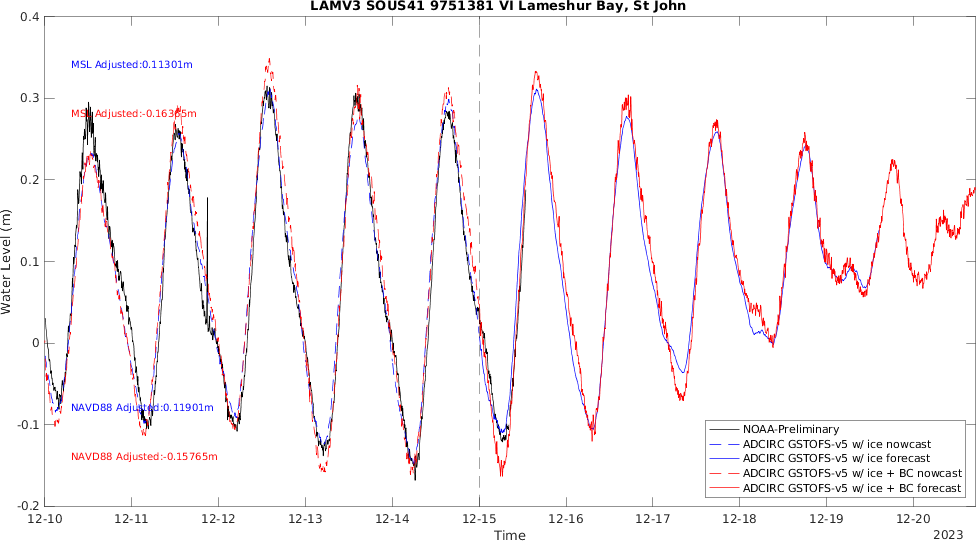 LAMV3 SOUS41 9751381 VI Lameshur Bay, St John
Water Level (m)
0.4
0.3
0.2
0.1
0
-0.1
-0.2
MSL Adjusted:0.11301m
MSL Adjusted:-0.16365m
NAVD88 Adjusted:0.11901m
NAVD88 Adjusted:-0.15765m
NOAA-Preliminary
ADCIRC GSTOFS-v5 w/ ice nowcast
ADCIRC GSTOFS-v5 w/ ice forecast
ADCIRC GSTOFS-v5 w/ ice + BC nowcast
ADCIRC GSTOFS-v5 w/ ice + BC forecast
12-10 12-11 12-12 12-13 12-14 12-15 12-16 12-17 12-18 12-19 12-20
Time
2023